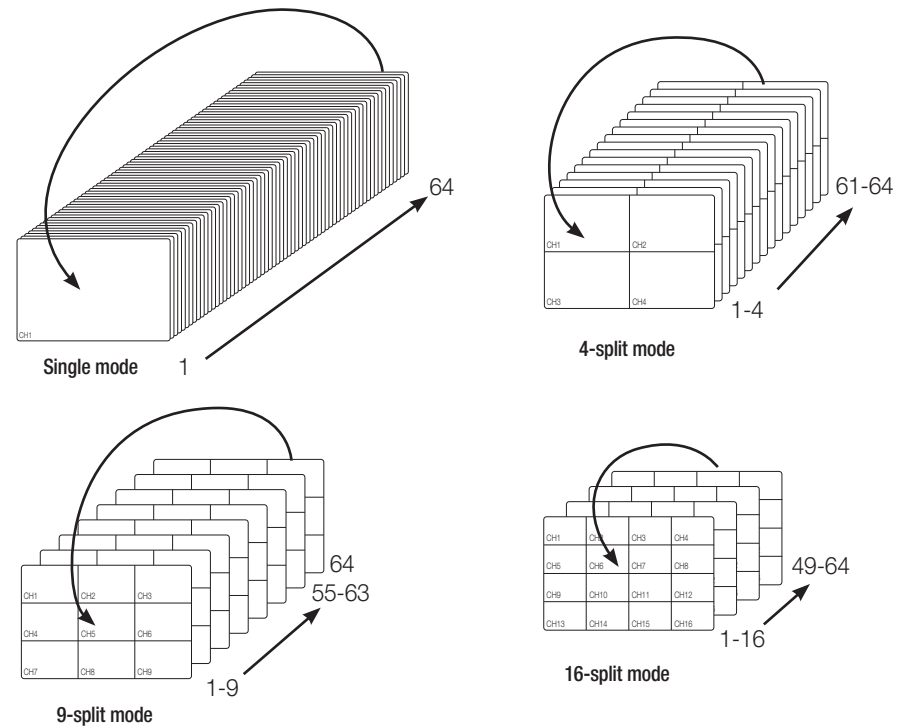 64
CH1
Single mode
1
61-64
CH1 CH2
CH3 CH4
1-4
4-split mode
64
55-63
CH1 CH2 CH3
CH4 CH5 CH6
CH7 CH8 CH9
1-9
9-split mode
49-64
CH1 CH2 CH3 CH4
CH5 CH6 CH7 CH8
CH9 CH10 CH11 CH12
CH13 CH14 CH15 CH16
1-16
16-split mode